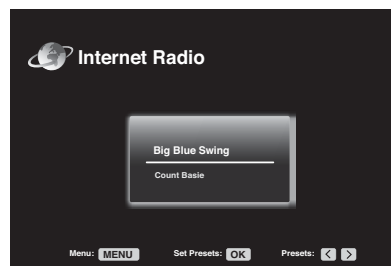 Internet Radio
Big Blue Swing
Count Basie
Menu: MENU Set Presets: OK Presets: < >